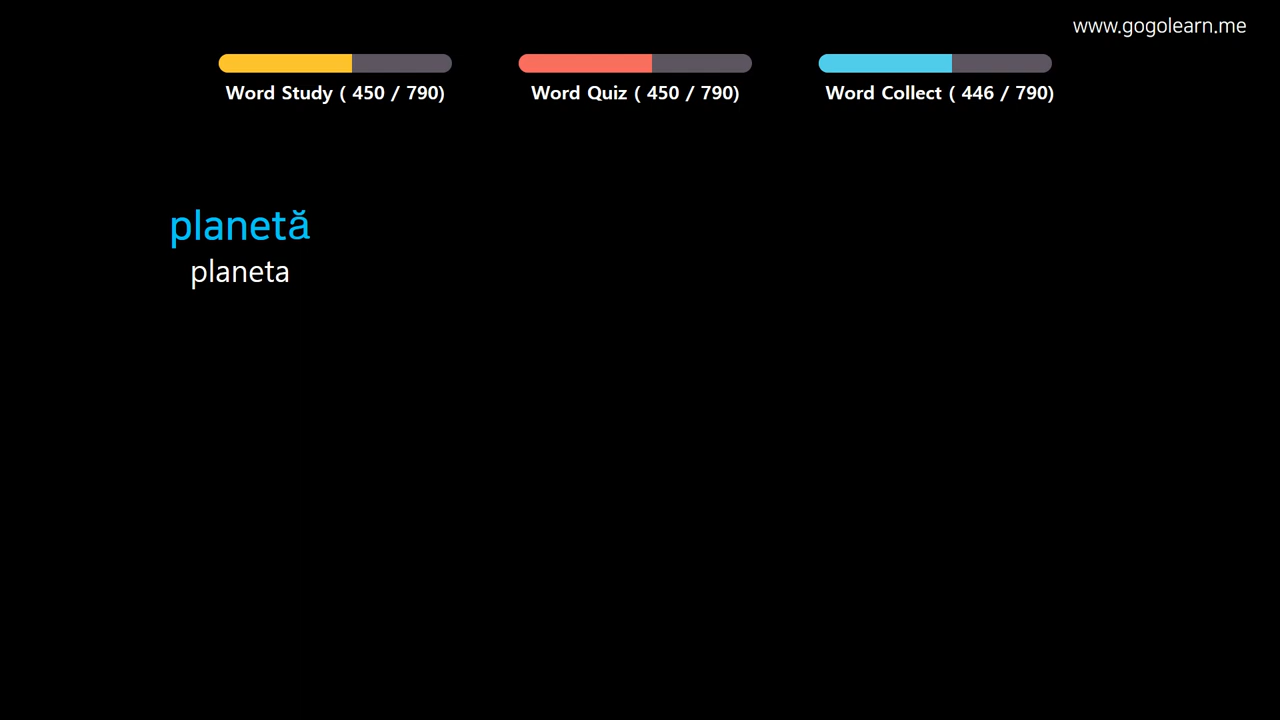 www.gogolearn.me
Word Study ( 450 / 790)
Word Quiz ( 450 / 790)
Word Collect ( 446 / 790)
planetă
planeta